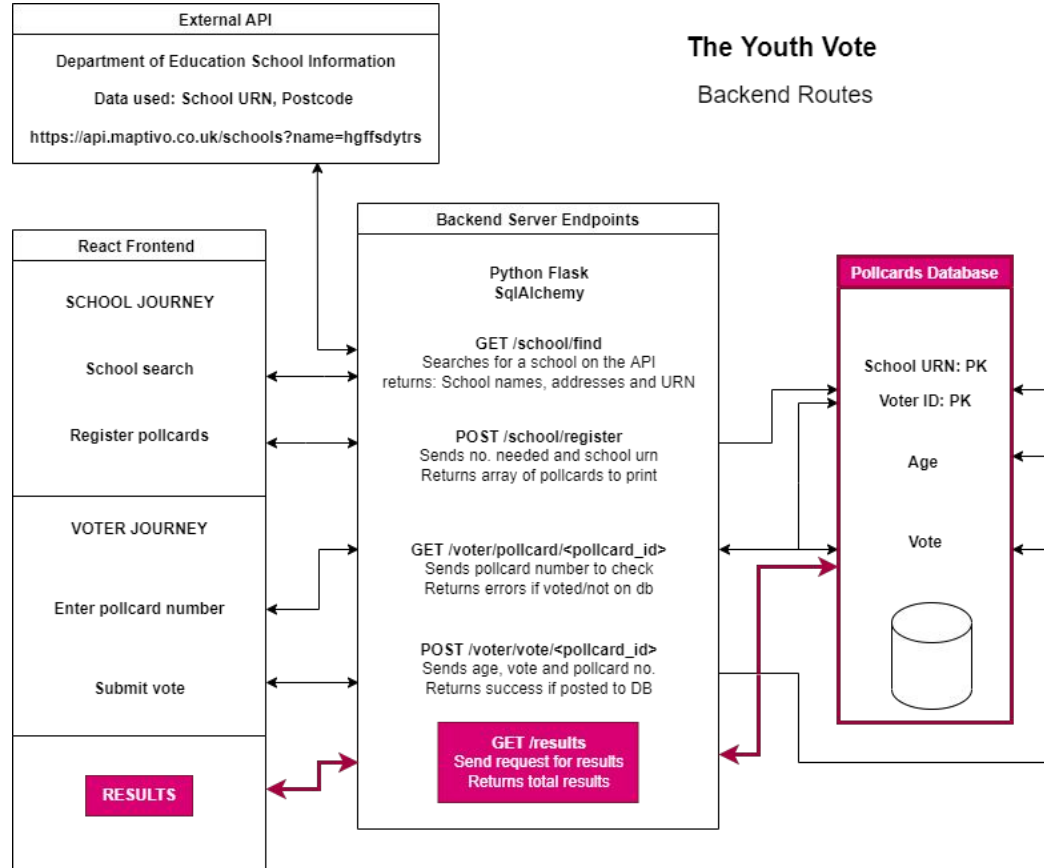 External API
Department of Education School Information
Data used: School URN, Postcode
https://api.maptivo.co.uk/schools?name=hgffsdytrs
The Youth Vote
Backend Routes
React Frontend
SCHOOL JOURNEY
School search
Register pollcards
VOTER JOURNEY
Enter pollcard number
Submit vote
RESULTS
Backend Server Endpoints
Python Flask
SqlAlchemy
GET /school/find
Searches for a school on the API
returns: School names, addresses and URN
POST /school/register
Sends no. needed and school urn
Returns array of pollcards to print
GET /voter/pollcard/<pollcard_id>
Sends pollcard number to check
Returns errors if voted/not on db
POST /voter/vote/<pollcard_id>
Sends age, vote and pollcard no.
Returns success if posted to DB
GET /results
Send request for results
Returns total results
Pollcards Database
School URN: PK
Voter ID: PK
Age
Vote